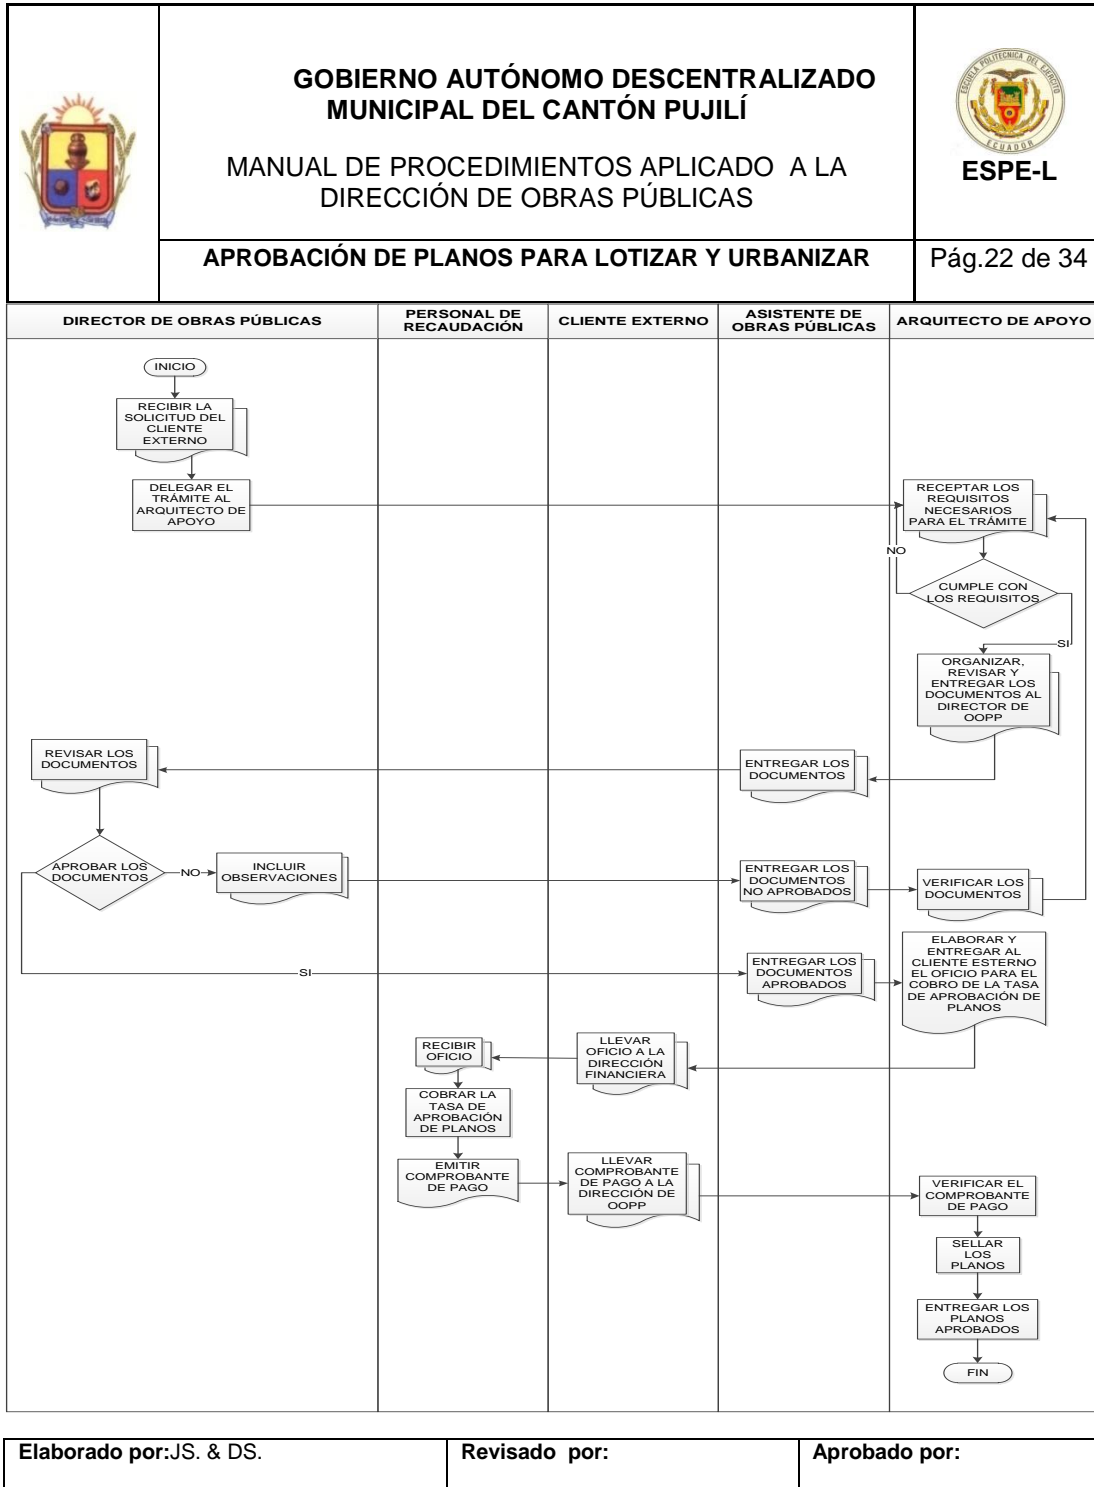 GOBIERNO AUTÓNOMO DESCENTRALIZADO
MUNICIPAL DEL CANTÓN PUJILÍ
MANUAL DE PROCEDIMIENTOS APLICADO A LA
DIRECCIÓN DE OBRAS PÚBLICAS
ESCUELA POLITECNICA DEL EJERCITO
ECUADOR
ESPE-L
APROBACIÓN DE PLANOS PARA LOTIZAR Y URBANIZAR
Pág.22 de 34
DIRECTOR DE OBRAS PÚBLICAS
PERSONAL DE
RECAUDACIÓN
CLIENTE EXTERNO
ASISTENTE DE
OBRAS PÚBLICAS
ARQUITECTO DE APOYO
INICIO
RECIBIR LA
SOLICITUD DEL
CLIENTE
EXTERNO
DELEGAR EL
TRÁMITE AL
ARQUITECTO DE
APOYO
RECEPTAR LOS
REQUISITOS
NECESARIOS
PARA EL TRÁMITE
NO
CUMPLE CON
LOS REQUISITOS
SI
ORGANIZAR,
REVISAR Y
ENTREGAR LOS
DOCUMENTOS AL
DIRECTOR DE
OOPP
ENTREGAR LOS
DOCUMENTOS
REVISAR LOS
DOCUMENTOS
APROBAR LOS
DOCUMENTOS
NO
INCLUIR
OBSERVACIONES
ENTREGAR LOS
DOCUMENTOS
NO APROBADOS
VERIFICAR LOS
DOCUMENTOS
SI
ENTREGAR LOS
DOCUMENTOS
APROBADOS
ELABORAR Y
ENTREGAR AL
CLIENTE ESTERNO
EL OFICIO PARA EL
COBRO DE LA TASA
DE APROBACIÓN DE
PLANOS
LLEVAR
OFICIO A LA
DIRECCIÓN
FINANCIERA
RECIBIR
OFICIO
COBRAR LA
TASA DE
APROBACIÓN
DE PLANOS
EMITIR
COMPROBANTE
DE PAGO
LLEVAR
COMPROBANTE
DE PAGO A LA
DIRECCIÓN DE
OOPP
VERIFICAR EL
COMPROBANTE
DE PAGO
SELLAR
LOS
PLANOS
ENTREGAR LOS
PLANOS
APROBADOS
FIN
Elaborado por:JS. & DS.
Revisado por:
Aprobado por: